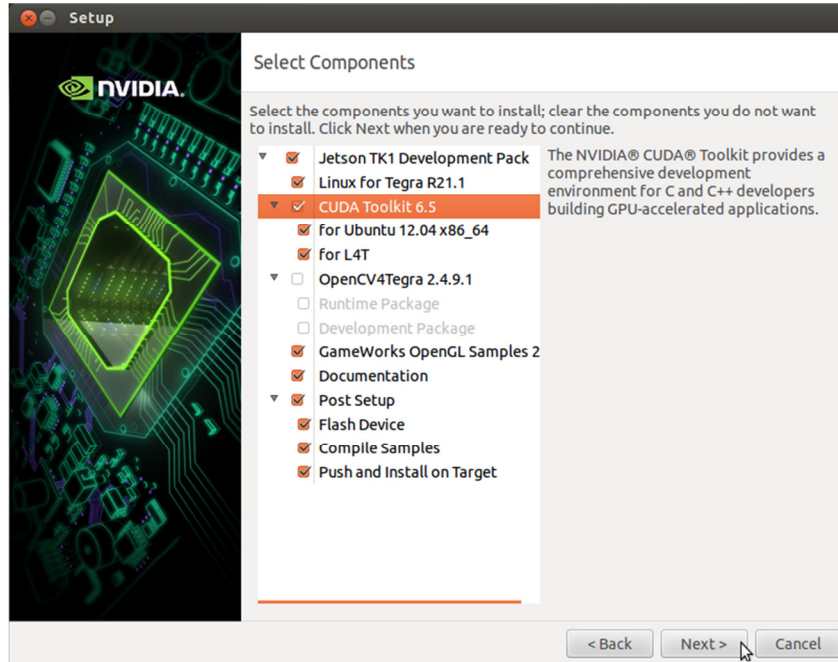 Setup
NVIDIA.
Select Components
Select the components you want to install; clear the components you do not want
to install. Click Next when you are ready to continue.
Jetson TK1 Development Pack
Linux for Tegra R21.1
CUDA Toolkit 6.5
for Ubuntu 12.04 x86_64
for L4T
OpenCV4Tegra 2.4.9.1
Runtime Package
Development Package
GameWorks OpenGL Samples 2
Documentation
Post Setup
Flash Device
Compile Samples
Push and Install on Target
The NVIDIA® CUDA® Toolkit provides a
comprehensive development
environment for C and C++ developers
building GPU-accelerated applications.
< Back
Next >
Cancel